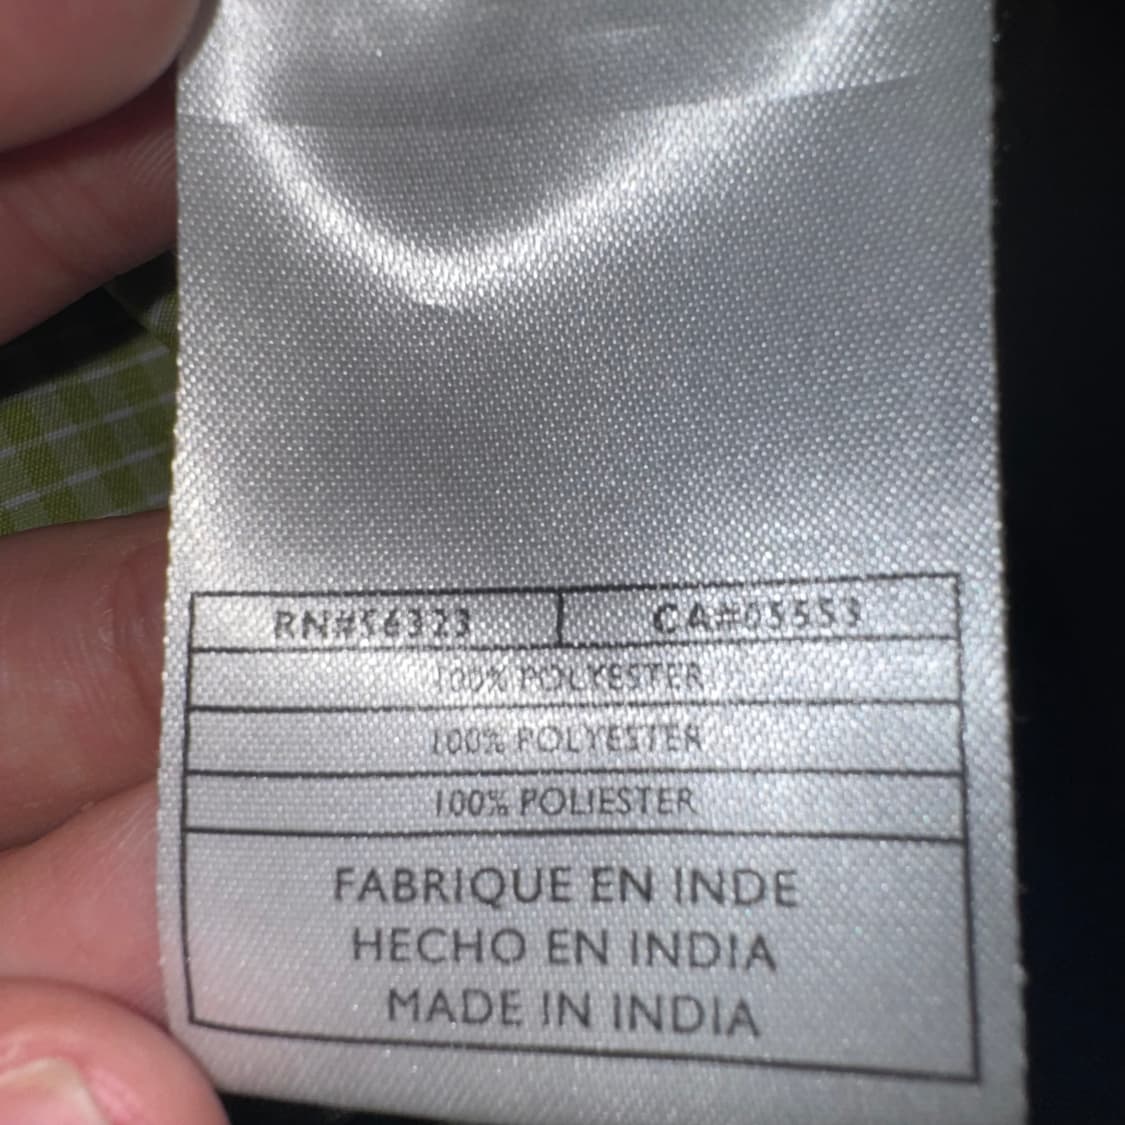 RN#56323 CA#05553
100% POLYESTER
100% POLYESTER
100% POLIESTER
FABRIQUE EN INDE
HECHO EN INDIA
MADE IN INDIA